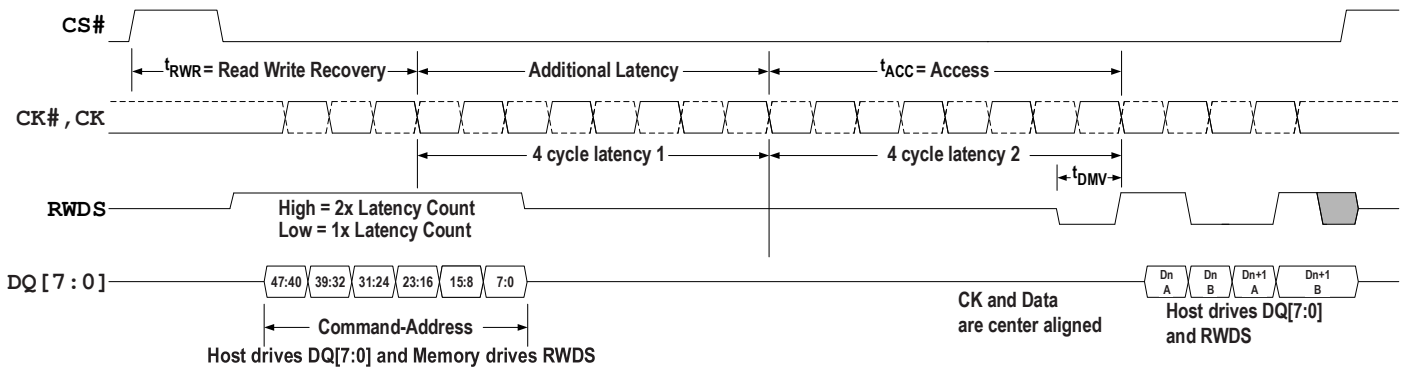 CS#
tRWR = Read Write Recovery
Additional Latency
tACC = Access
CK#,CK
4 cycle latency 1
4 cycle latency 2
tDMV
RWDS
High = 2x Latency Count
Low = 1x Latency Count
DQ[7:0]
47:40 39:32 31:24 23:16 15:8 7:0
Dn A
Dn B
Dn+1 A
Dn+1 B
Command-Address
Host drives DQ[7:0] and Memory drives RWDS
CK and Data
are center aligned
Host drives DQ[7:0]
and RWDS